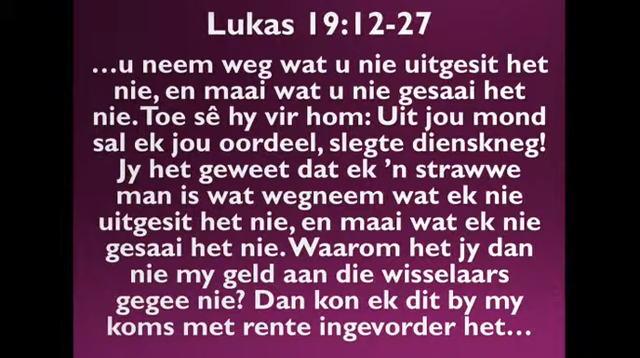 Lukas 19:12-27
...u neem weg wat u nie uitgesit het
nie, en maai wat u nie gesaai het
nie. Toe sê hy vir hom: Uit jou mond
sal ek jou oordeel, slegte dienskneg!
Jy het geweet dat ek 'n strawwe
man is wat wegneem wat ek nie
uitgesit het nie, en maai wat ek nie
gesaai het nie. Waarom het jy dan
nie my geld aan die wisselaars
gegee nie? Dan kon ek dit by my
koms met rente ingevorder het...